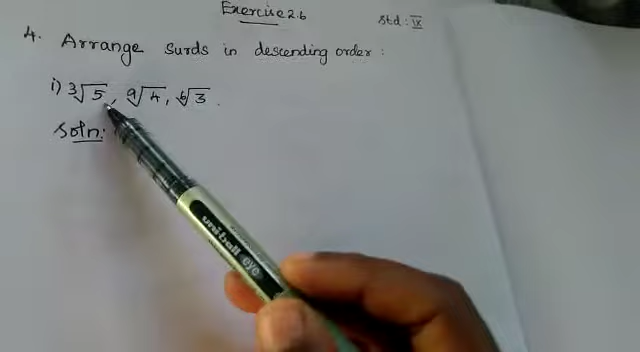 Exercise 2.6
std : IX
4. Arrange surds in descending order :
i) ³√5, ⁹√4, ⁶√3.
Soln:
uniball eye